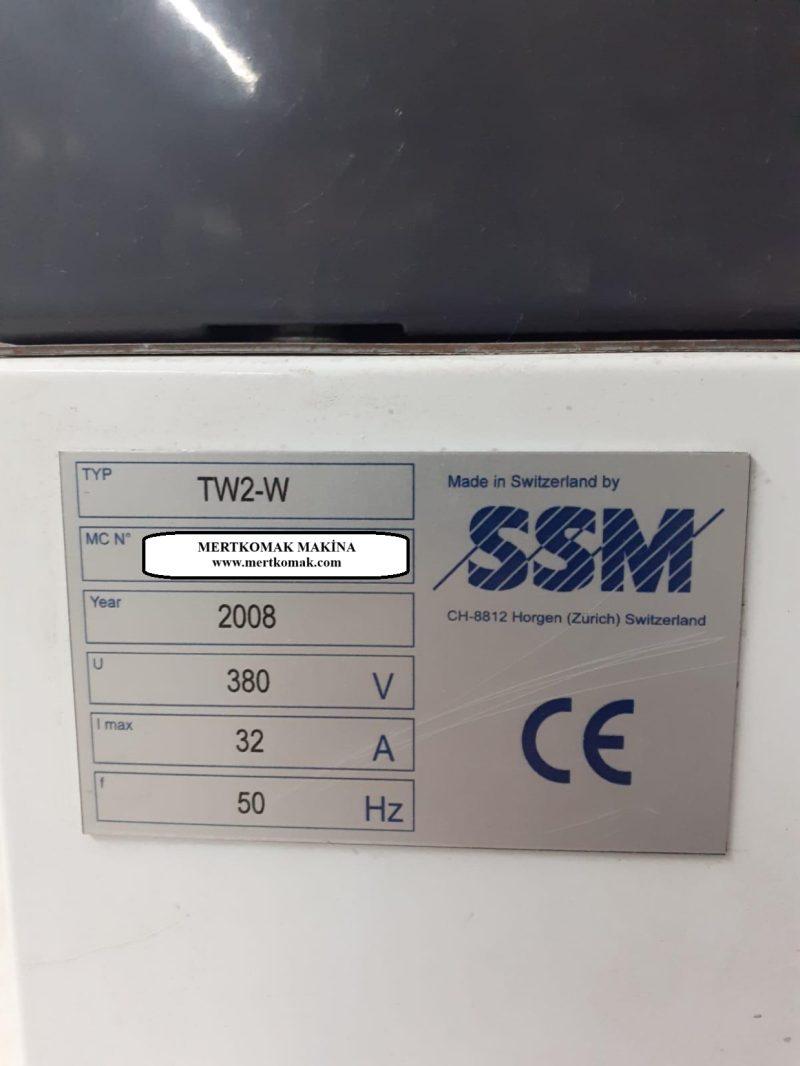 TYP TW2-W
MC N° MERTKOMAK MAKİNA
www.mertkomak.com
Year 2008
U 380 V
I max 32 A
f 50 Hz
Made in Switzerland by
SSM
CH-8812 Horgen (Zürich) Switzerland
CE